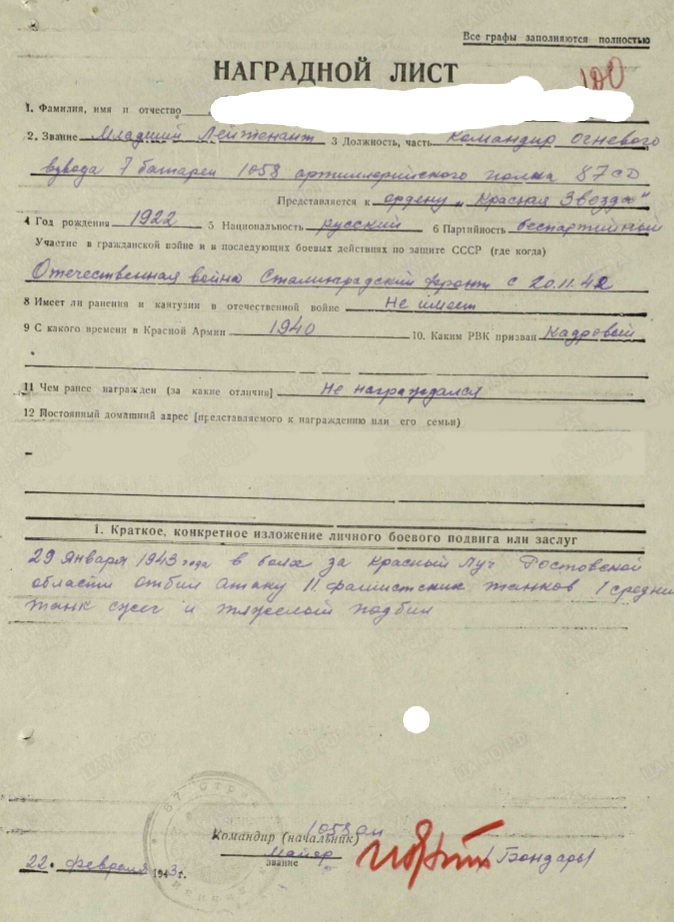 Все графы заполняются полностью
100
НАГРАДНОЙ ЛИСТ
1. Фамилия, имя и отчество
2. Звание Младший Лейтенант 3 Должность, часть Командир огневого
взвода 7 батареи 1058 артиллерийского полка 87 сд
Представляется к ордену „Красная Звезда"
4 Год рождения 1922 5 Национальность русский 6 Партийность беспартийный
Участие в гражданской войне и в последующих боевых действиях по защите СССР (где когда)
Отечественная война Сталинградский фронт с 20.11.42
8 Имеет ли ранения и кантузии в отечественной войне Не имеет
9 С какого времени в Красной Армии 1940 10. Каким РВК призван Кадровый
11 Чем ранее награжден (за какие отличия) Не награждался
12 Постоянный домашний адрес (представляемого к награждению или его семьи)
1. Краткое, конкретное изложение личного боевого подвига или заслуг
29 Января 1943 года в боях за Красный Луч Ростовской
области отбил атаку 11 фашистских танков 1 средний
танк сжег и тяжелый подбил
1058 ап
Командир (начальник)
Майор /Бондарь/
звание
22 февраля 1943 г.